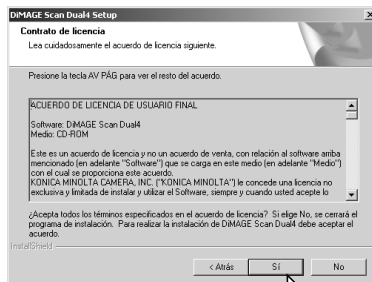 DiMAGE Scan Dual4 Setup
Contrato de licencia
Lea cuidadosamente el acuerdo de licencia siguiente.
Presione la tecla AV PÁG para ver el resto del acuerdo.
ACUERDO DE LICENCIA DE USUARIO FINAL
Software: DiMAGE Scan Dual4
Medio: CD-ROM
Este es un acuerdo de licencia y no un acuerdo de venta, con relación al software arriba
mencionado (en adelante "Software") que se carga en este medio (en adelante "Medio")
con el cual se proporciona este acuerdo.
KONICA MINOLTA CAMERA, INC. ("KONICA MINOLTA") le concede una licencia no
exclusiva y limitada de instalar y utilizar el Software, siempre y cuando usted acepte lo
¿Acepta todos los términos especificados en el acuerdo de licencia? Si elige No, se cerrará el
programa de instalación. Para realizar la instalación de DiMAGE Scan Dual4 debe aceptar el
acuerdo.
InstallShield
< Atrás Sí No